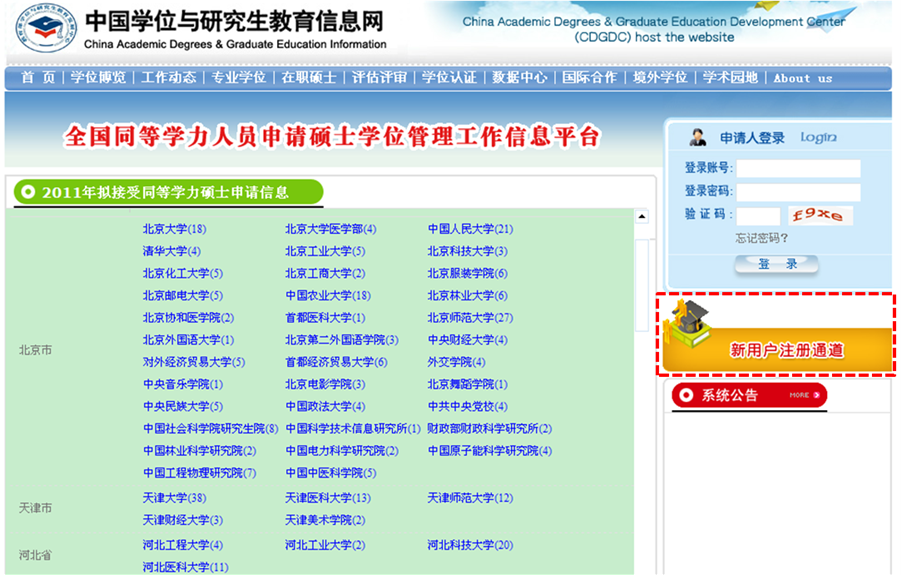 中国学位与研究生教育信息网
China Academic Degrees & Graduate Education Information
China Academic Degrees & Graduate Education Development Center
(CDGDC) host the website
首 页 | 学位博览 | 工作动态 | 专业学位 | 在职硕士 | 评估评审 | 学位认证 | 数据中心 | 国际合作 | 境外学位 | 学术园地 | About us
全国同等学力人员申请硕士学位管理工作信息平台
申请人登录 Login
登录账号:
登录密码:
验 证 码 : f9xe
忘记密码?
登 录
新用户注册通道
系统公告 MORE
2011年拟接受同等学力硕士申请信息
北京市
北京大学(18) 北京大学医学部(4) 中国人民大学(21)
清华大学(4) 北京工业大学(5) 北京科技大学(3)
北京化工大学(5) 北京工商大学(2) 北京服装学院(6)
北京邮电大学(5) 中国农业大学(18) 北京林业大学(6)
北京协和医学院(2) 首都医科大学(1) 北京师范大学(27)
北京外国语大学(1) 北京第二外国语学院(3) 中央财经大学(4)
对外经济贸易大学(5) 首都经济贸易大学(6) 外交学院(4)
中央音乐学院(1) 北京电影学院(3) 北京舞蹈学院(1)
中央民族大学(5) 中国政法大学(4) 中共中央党校(4)
中国社会科学院研究生院(8) 中国科学技术信息研究所(1) 财政部财政科学研究所(2)
中国林业科学研究院(2) 中国电力科学研究院(2) 中国原子能科学研究院(4)
中国工程物理研究院(7) 中国中医科学院(5)
天津市
天津大学(38) 天津医科大学(13) 天津师范大学(12)
天津财经大学(3) 天津美术学院(2)
河北省
河北工程大学(4) 河北工业大学(2) 河北科技大学(20)
河北医科大学(11)